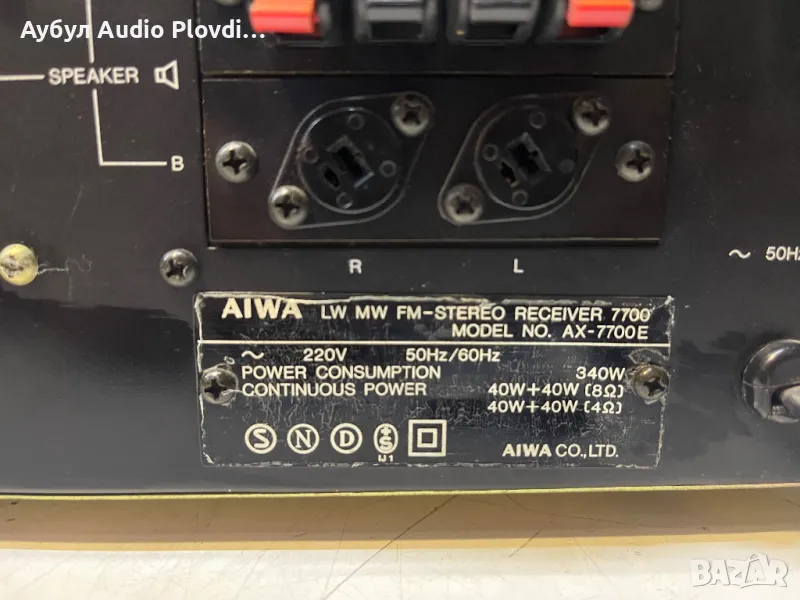 Аубул Audio Plovdi...
SPEAKER
B
R
L
~ 50Hz
AIWA LW MW FM-STEREO RECEIVER 7700
MODEL NO. AX-7700E
~ 220V 50Hz/60Hz
POWER CONSUMPTION 340W
CONTINUOUS POWER 40W+40W (8Ω)
40W+40W (4Ω)
S N D S
W1
AIWA CO.,LTD.
BAZAR